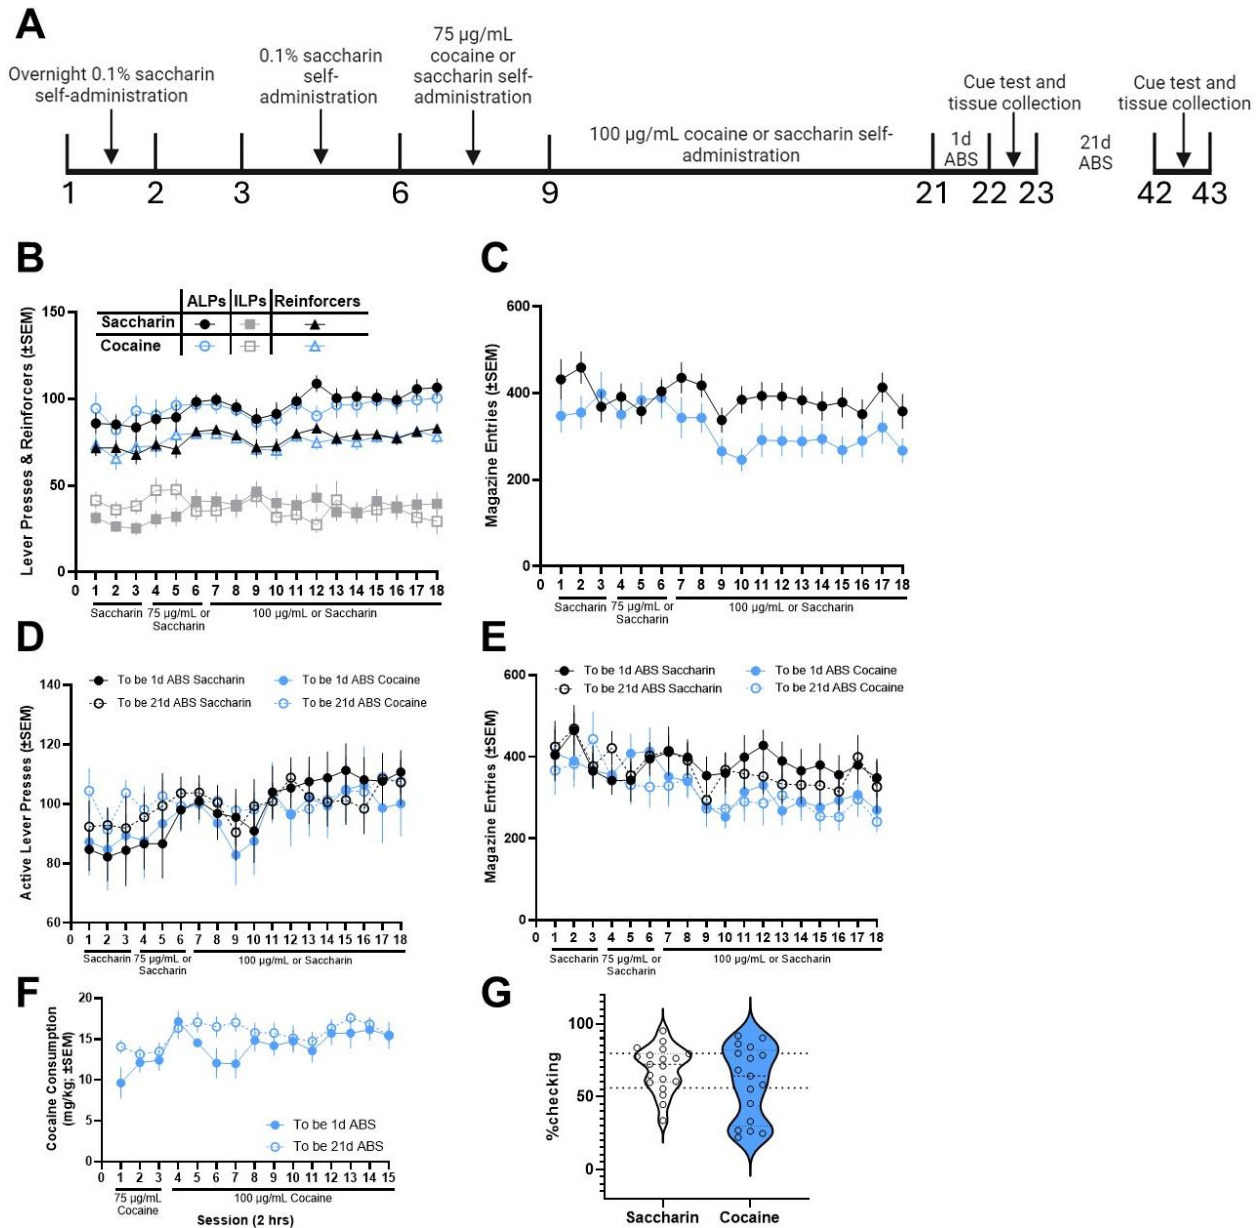 A
Overnight 0.1% saccharin
self-administration
0.1% saccharin
self-
administration
75 µg/mL
cocaine or
saccharin self-
administration
100 µg/mL cocaine or saccharin self-
administration
1d
ABS
Cue test and
tissue collection
21d
ABS
Cue test and
tissue collection
1 2 3 6 9 21 22 23 42 43
B
Lever Presses & Reinforcers (±SEM)
ALPs ILPs Reinforcers
Saccharin
Cocaine
150
100
50
0
0 1 2 3 4 5 6 7 8 9 10 11 12 13 14 15 16 17 18
Saccharin 75 µg/mL or 100 µg/mL or Saccharin
Saccharin
C
Magazine Entries (±SEM)
600
400
200
0
0 1 2 3 4 5 6 7 8 9 10 11 12 13 14 15 16 17 18
Saccharin 75 µg/mL or 100 µg/mL or Saccharin
Saccharin
D
Active Lever Presses (±SEM)
To be 1d ABS Saccharin To be 1d ABS Cocaine
To be 21d ABS Saccharin To be 21d ABS Cocaine
140
120
100
80
60
0 1 2 3 4 5 6 7 8 9 10 11 12 13 14 15 16 17 18
Saccharin 75 µg/mL or 100 µg/mL or Saccharin
Saccharin
E
Magazine Entries (±SEM)
To be 1d ABS Saccharin To be 1d ABS Cocaine
To be 21d ABS Saccharin To be 21d ABS Cocaine
600
400
200
0
0 1 2 3 4 5 6 7 8 9 10 11 12 13 14 15 16 17 18
Saccharin 75 µg/mL or 100 µg/mL or Saccharin
Saccharin
F
Cocaine Consumption
(mg/kg; ±SEM)
20
15
10
5
0
To be 1d ABS
To be 21d ABS
0 1 2 3 4 5 6 7 8 9 10 11 12 13 14 15
75 µg/mL 100 µg/mL Cocaine
Cocaine
Session (2 hrs)
G
%checking
100
50
0
Saccharin Cocaine